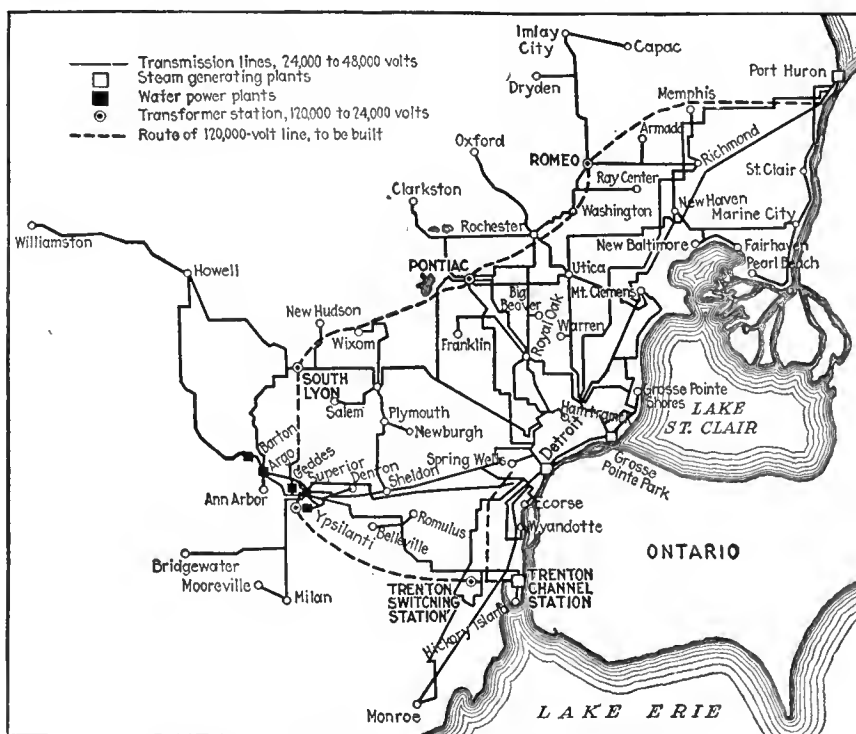 Transmission lines, 24,000 to 48,000 volts
Steam generating plants
Water power plants
Transformer station, 120,000 to 24,000 volts
Route of 120,000-volt line, to be built
Imlay
City
Capac
Dryden
Port Huron
Memphis
Armada
Oxford
ROMEO
Richmond
St. Clair
Ray Center
Clarkston
Washington
New Haven
Marine City
Rochester
Williamston
New Baltimore
Fairhaven
Pearl Beach
Howell
PONTIAC
Utica
Mt. Clemens
Big
Beaver
New Hudson
Wixom
Franklin
Royal Oak
Warren
SOUTH
LYON
Salem
Plymouth
Newburgh
Grosse Pointe
Shores
Hamtramck
LAKE
ST. CLAIR
Barton
Argo
Geddes
Superior
Denton
Sheldon
Spring Wells
Detroit
Grosse
Pointe Park
Ann Arbor
Ypsilanti
Belleville
Romulus
Ecorse
Wyandotte
ONTARIO
Bridgewater
Mooreville
Milan
TRENTON
SWITCHING
STATION
TRENTON
CHANNEL
STATION
Hickory Island
Monroe
LAKE ERIE